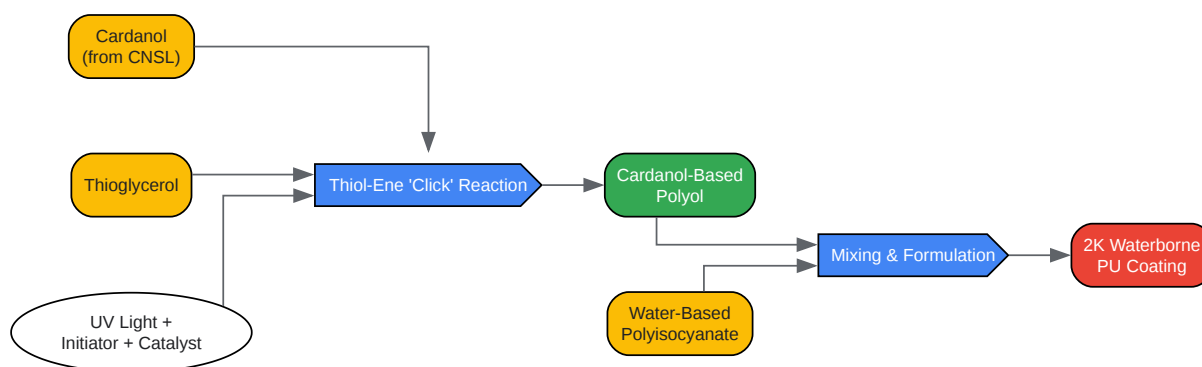 Cardanol
(from CNSL)
Thioglycerol
Thiol-Ene 'Click' Reaction
Cardanol-Based
Polyol
UV Light +
Initiator + Catalyst
Water-Based
Polyisocyanate
Mixing & Formulation
2K Waterborne
PU Coating